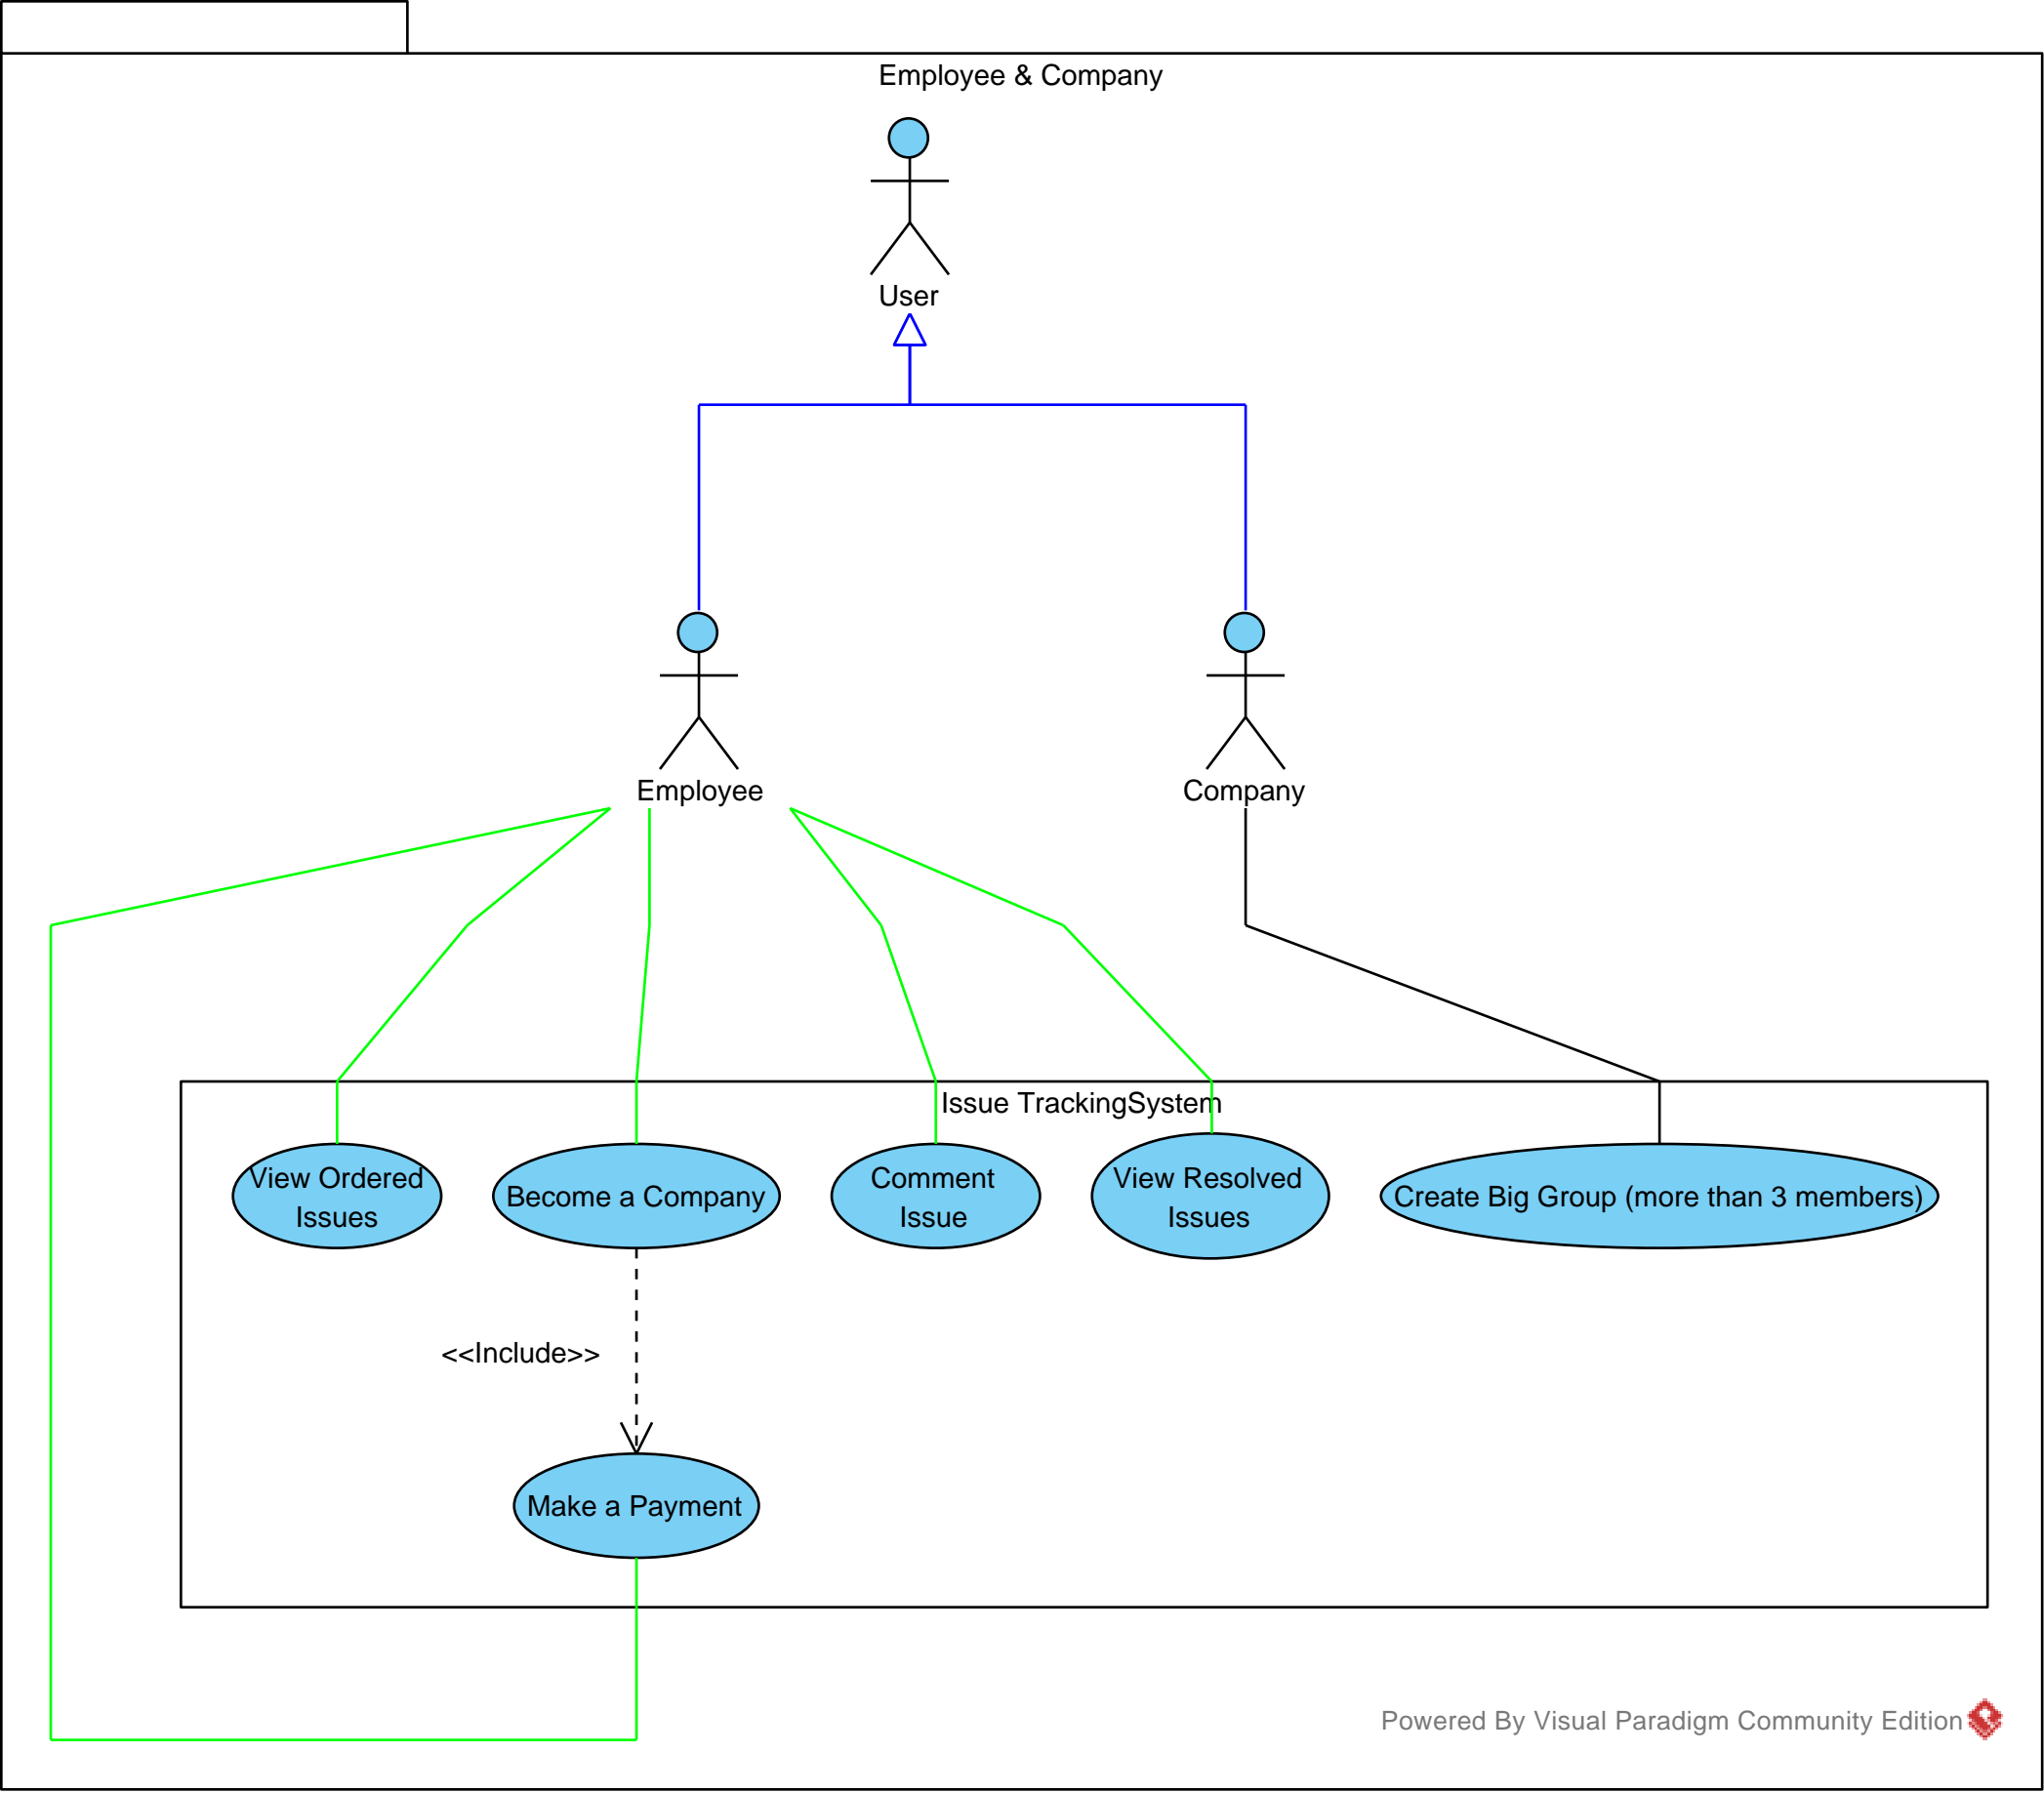 Employee & Company
User
Employee
Company
Issue TrackingSystem
View Ordered
Issues
Become a Company
Comment
Issue
View Resolved
Issues
Create Big Group (more than 3 members)
<<Include>>
Make a Payment
Powered By Visual Paradigm Community Edition